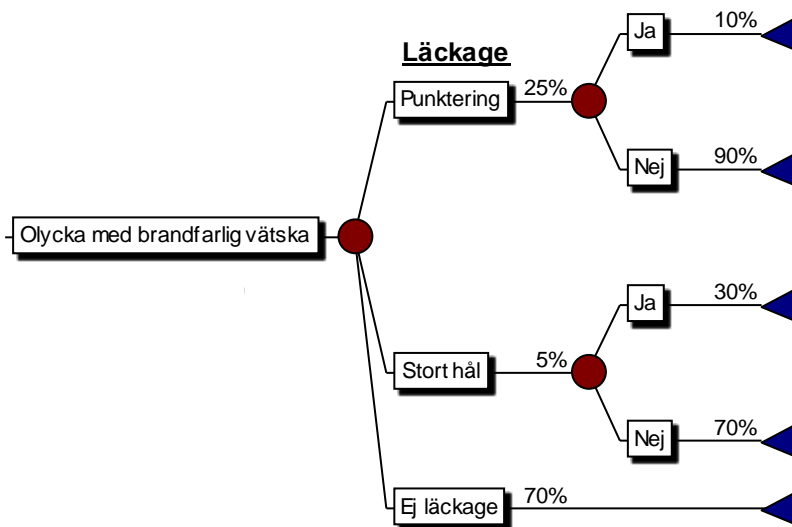 Ja 10%
Läckage
Punktering 25%
Nej 90%
Olycka med brandfarlig vätska
Ja 30%
Stort hål 5%
Nej 70%
Ej läckage 70%